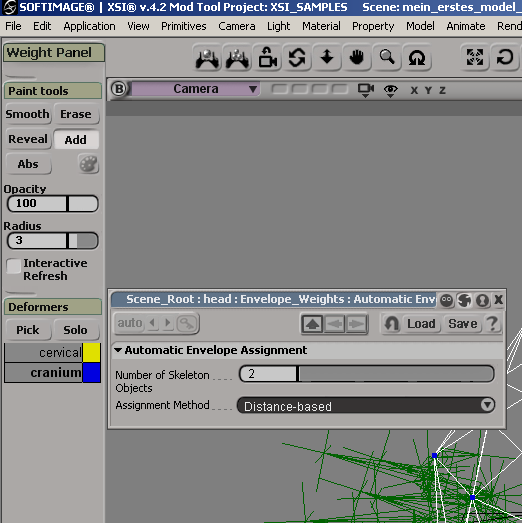 SOFTIMAGE® | XSI® v.4.2 Mod Tool Project: XSI_SAMPLES Scene: mein_erstes_model_
File Edit Application View Primitives Camera Light Material Property Model Animate Rend
Weight Panel
B Camera X Y Z
Paint tools
Smooth Erase
Reveal Add
Abs
Opacity
100
Radius
3
Interactive
Refresh
Deformers
Pick Solo
cervical
cranium
Scene_Root : head : Envelope_Weights : Automatic Env
auto Load Save ?
Automatic Envelope Assignment
Number of Skeleton Objects 2
Assignment Method Distance-based